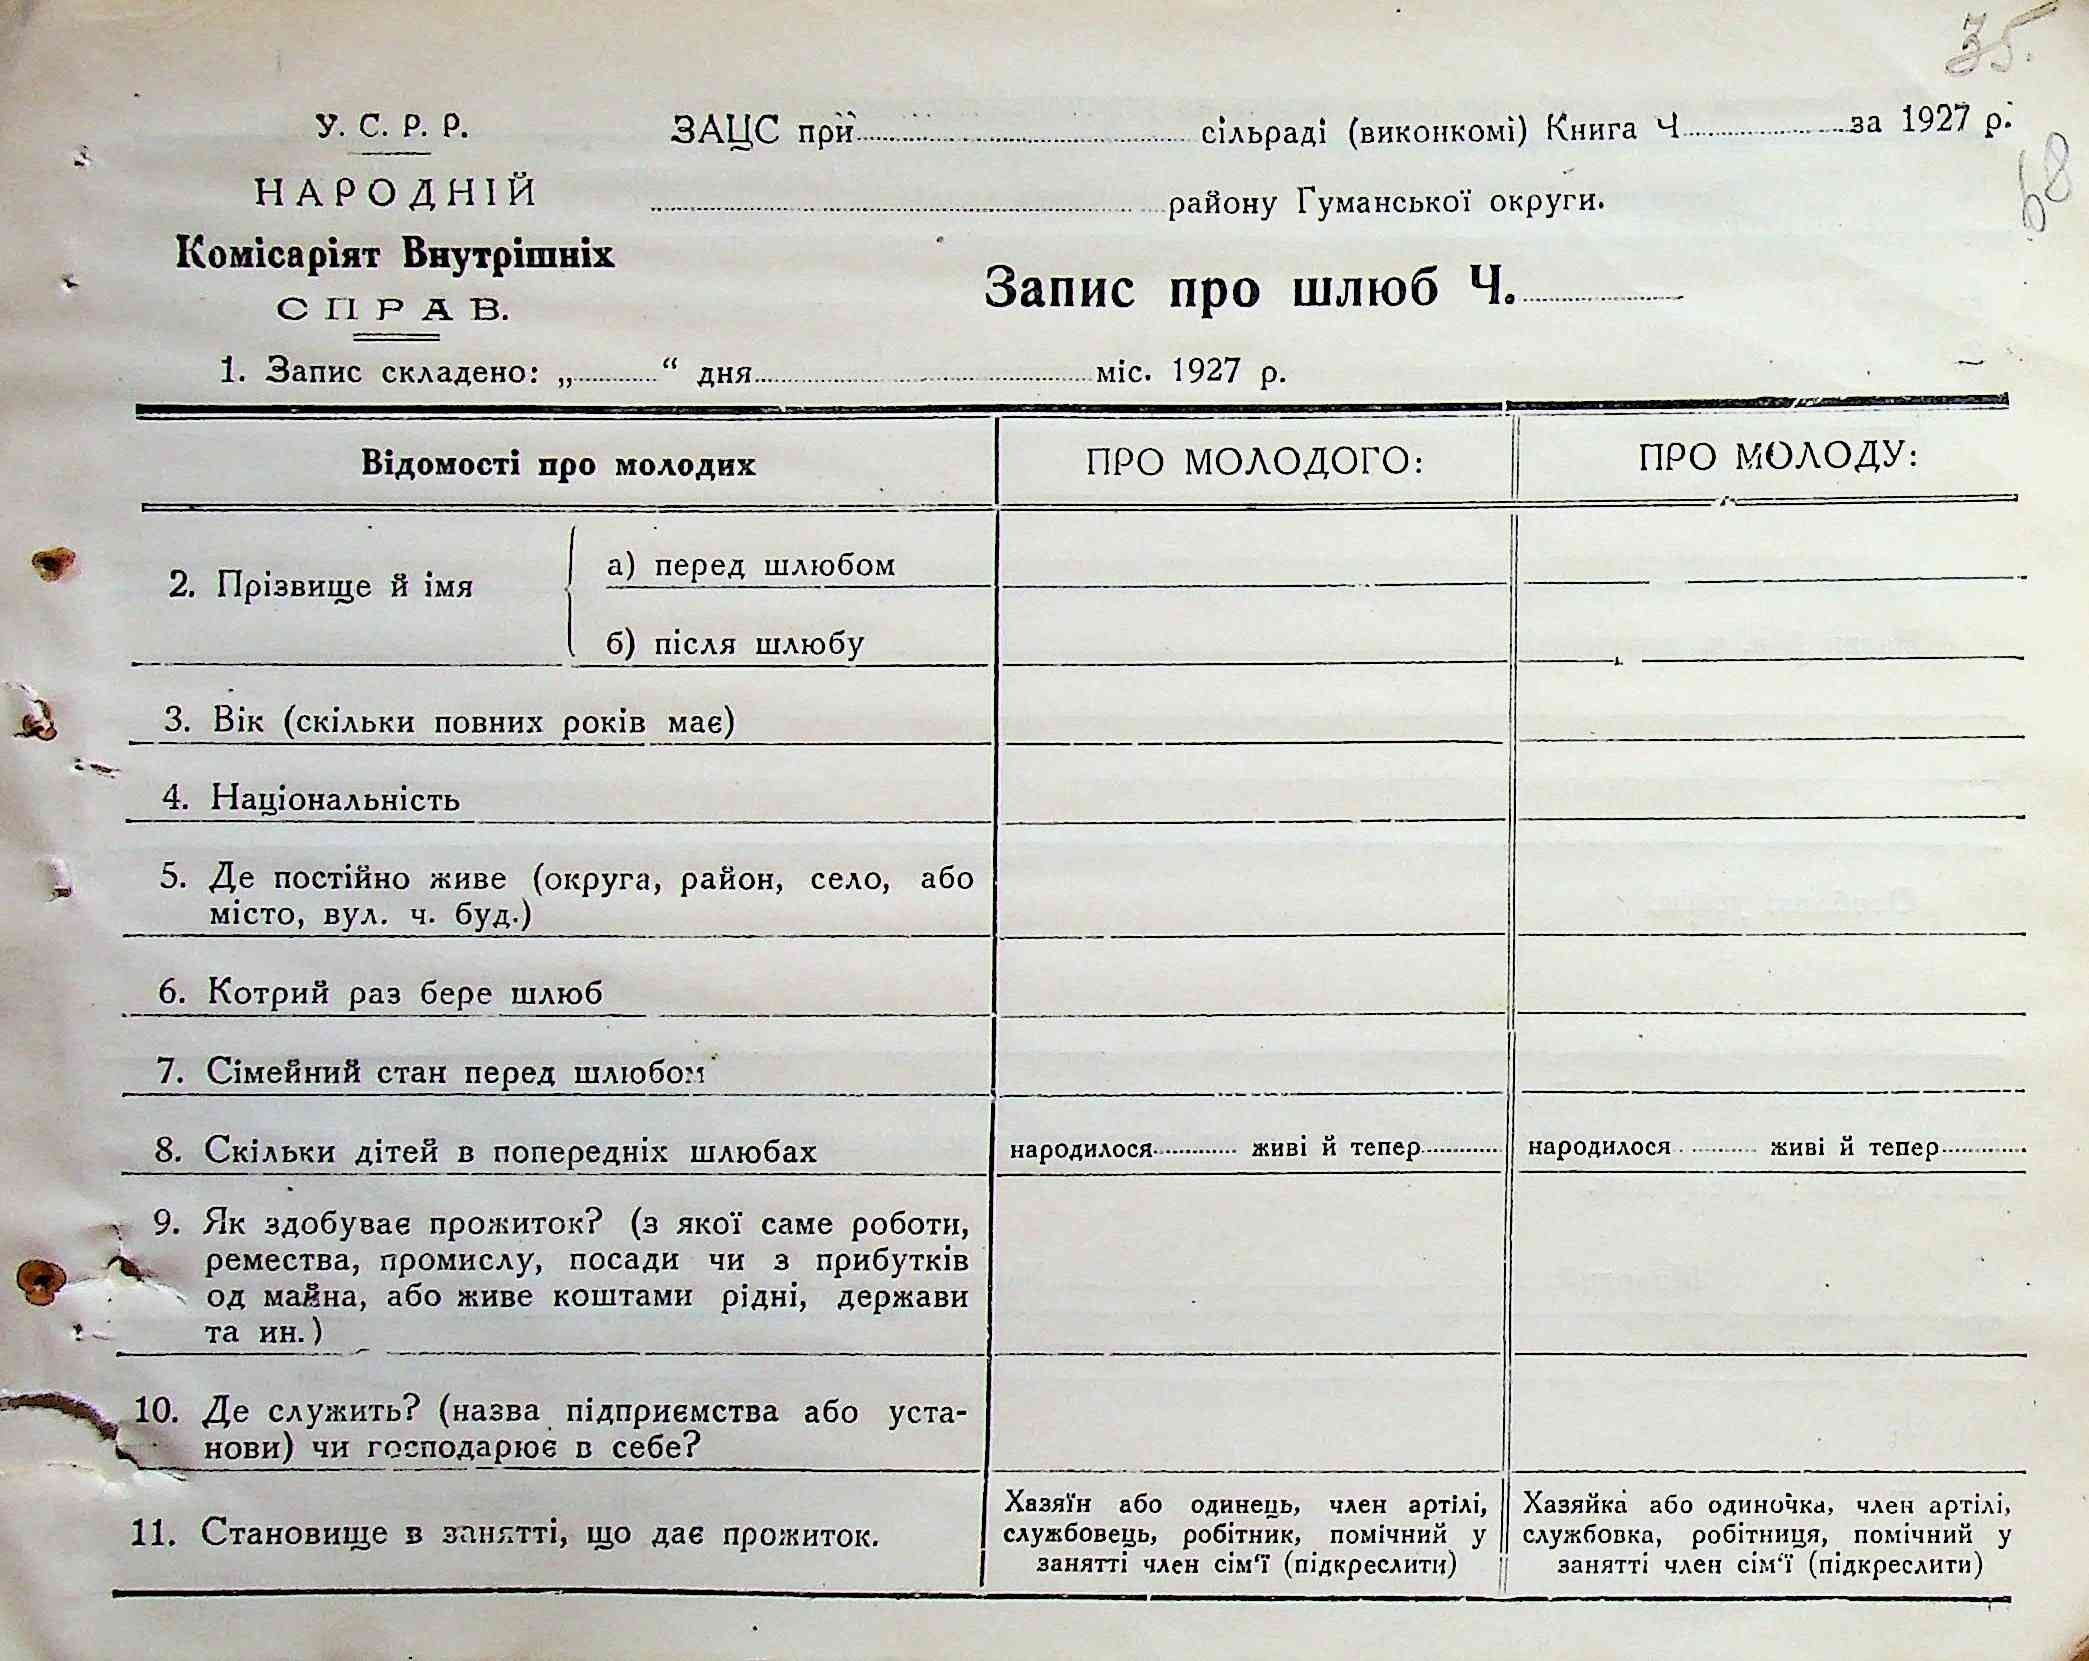 35.
68
У. С. Р. Р.
НАРОДНІЙ
Комісаріят Внутрішніх
СПРАВ.
ЗАЦС при сільраді (виконкомі) Книга Ч за 1927 р.
району Гуманської округи.
Запис про шлюб Ч.
1. Запис складено: „ “ дня міс. 1927 р.
Відомості про молодих ПРО МОЛОДОГО: ПРО МОЛОДУ:
2. Прізвище й імя
а) перед шлюбом
б) після шлюбу
3. Вік (скільки повних років має)
4. Національність
5. Де постійно живе (округа, район, село, або
місто, вул. ч. буд.)
6. Котрий раз бере шлюб
7. Сімейний стан перед шлюбом
8. Скільки дітей в попередніх шлюбах народилося живі й тепер народилося живі й тепер
9. Як здобуває прожиток? (з якої саме роботи,
ремества, промислу, посади чи з прибутків
од майна, або живе коштами рідні, держави
та ин.)
10. Де служить? (назва підприємства або уста-
нови) чи господарює в себе?
11. Становище в занятті, що дає прожиток.
Хазяїн або одинець, член артілі,
службовець, робітник, помічний у
занятті член сім‘ї (підкреслити)
Хазяйка або одиночка, член артілі,
службовка, робітниця, помічний у
занятті член сім‘ї (підкреслити)